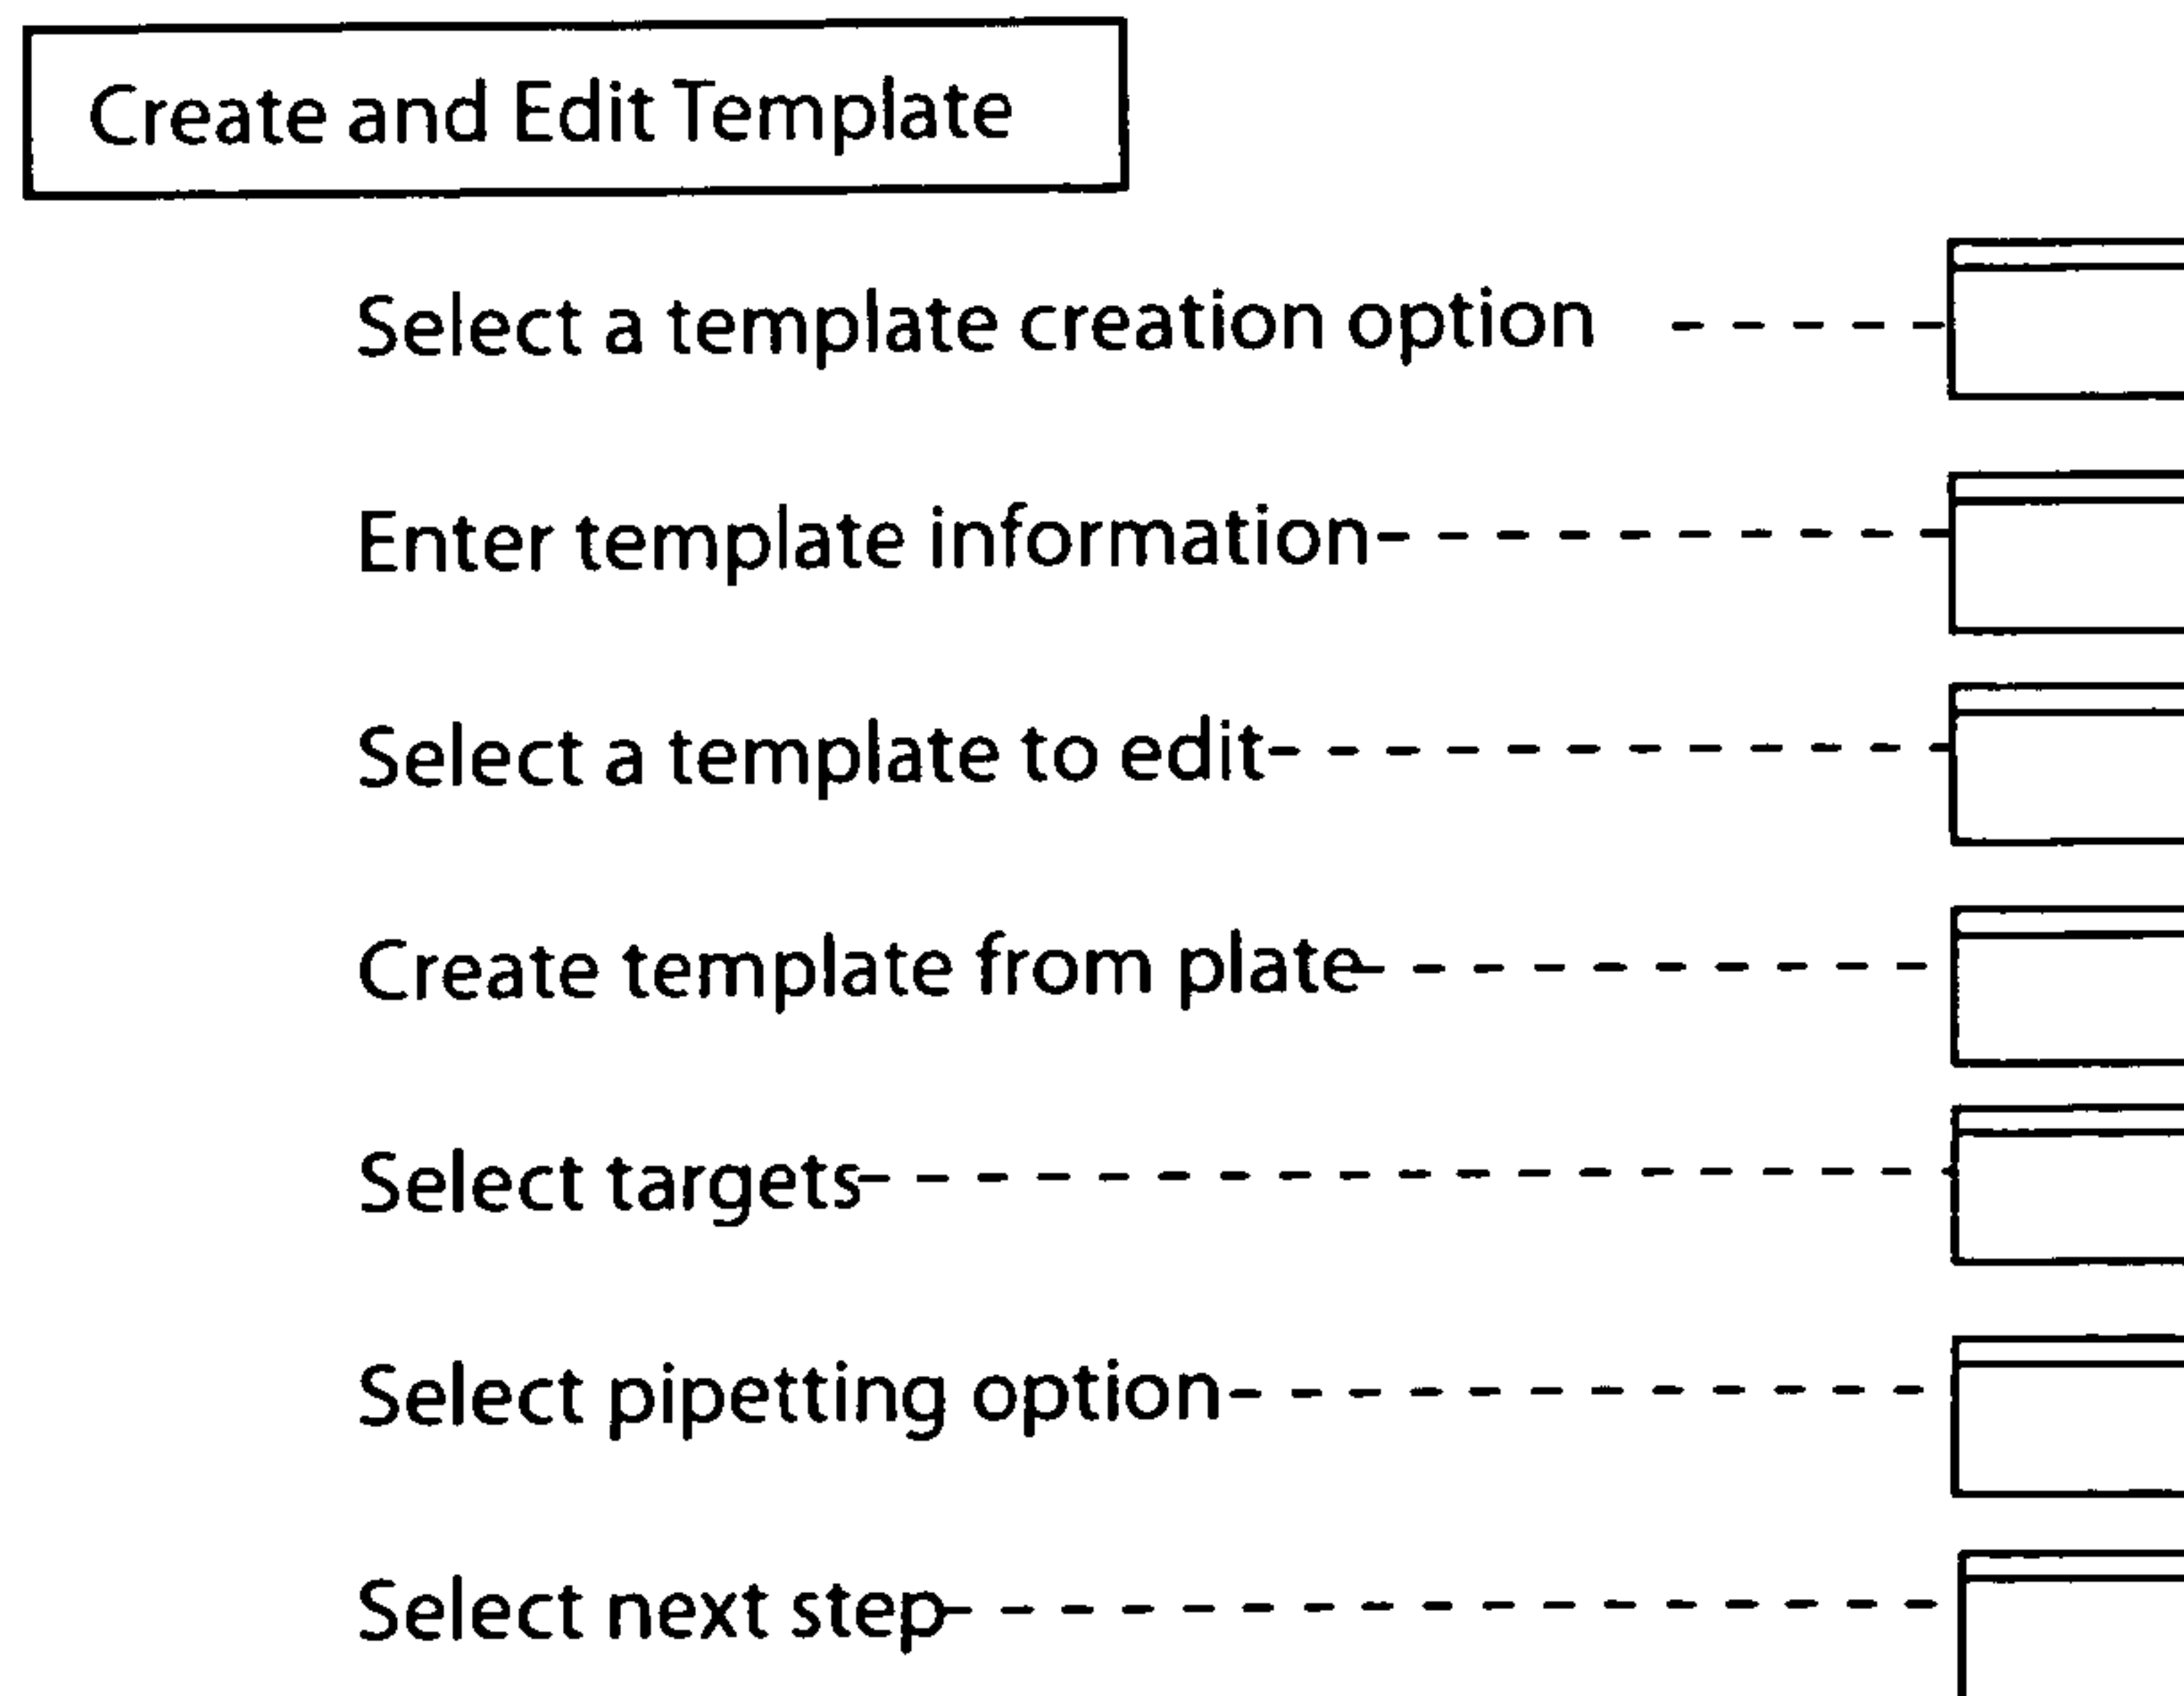 Create and Edit Template
Select a template creation option
Enter template information
Select a template to edit
Create template from plate
Select targets
Select pipetting option
Select next step